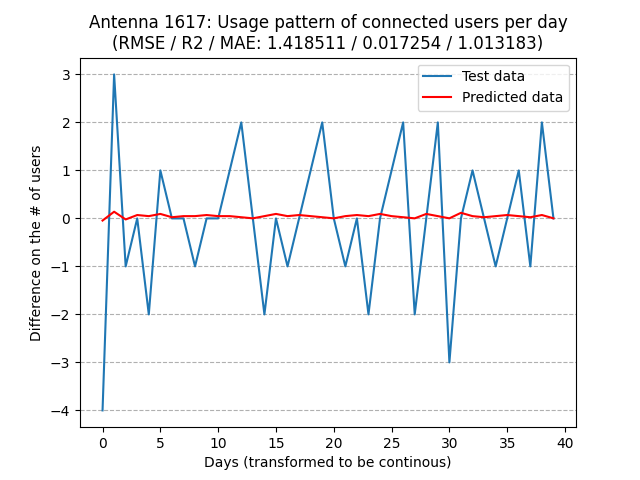 Antenna 1617: Usage pattern of connected users per day
(RMSE / R2 / MAE: 1.418511 / 0.017254 / 1.013183)
Test data
Predicted data
Difference on the # of users
3
2
1
0
−1
−2
−3
−4
0 5 10 15 20 25 30 35 40
Days (transformed to be continous)